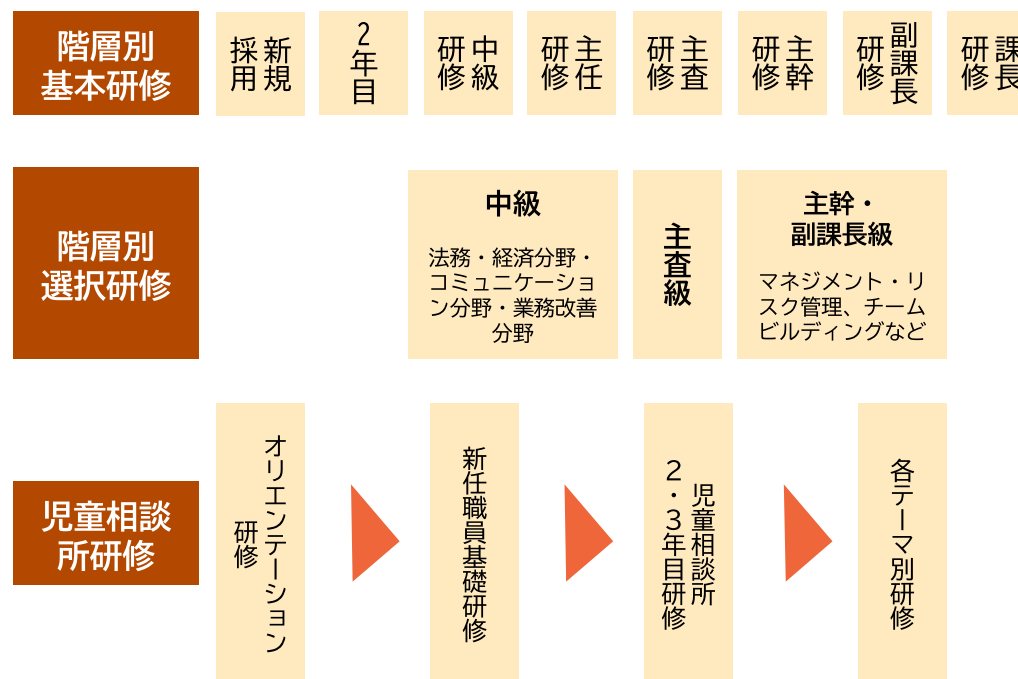 階層別
基本研修
新規
採用
2年目
中級
研修
主任
研修
主査
研修
主幹
研修
副課長
研修
課長
研修
階層別
選択研修
中級
法務・経済分野・
コミュニケーショ
ン分野・業務改善
分野
主査級
主幹・
副課長級
マネジメント・リ
スク管理、チーム
ビルディングなど
児童相談
所研修
オリエンテーション
研修
新任職員基礎研修
児童相談所
2・3年目研修
各テーマ別研修